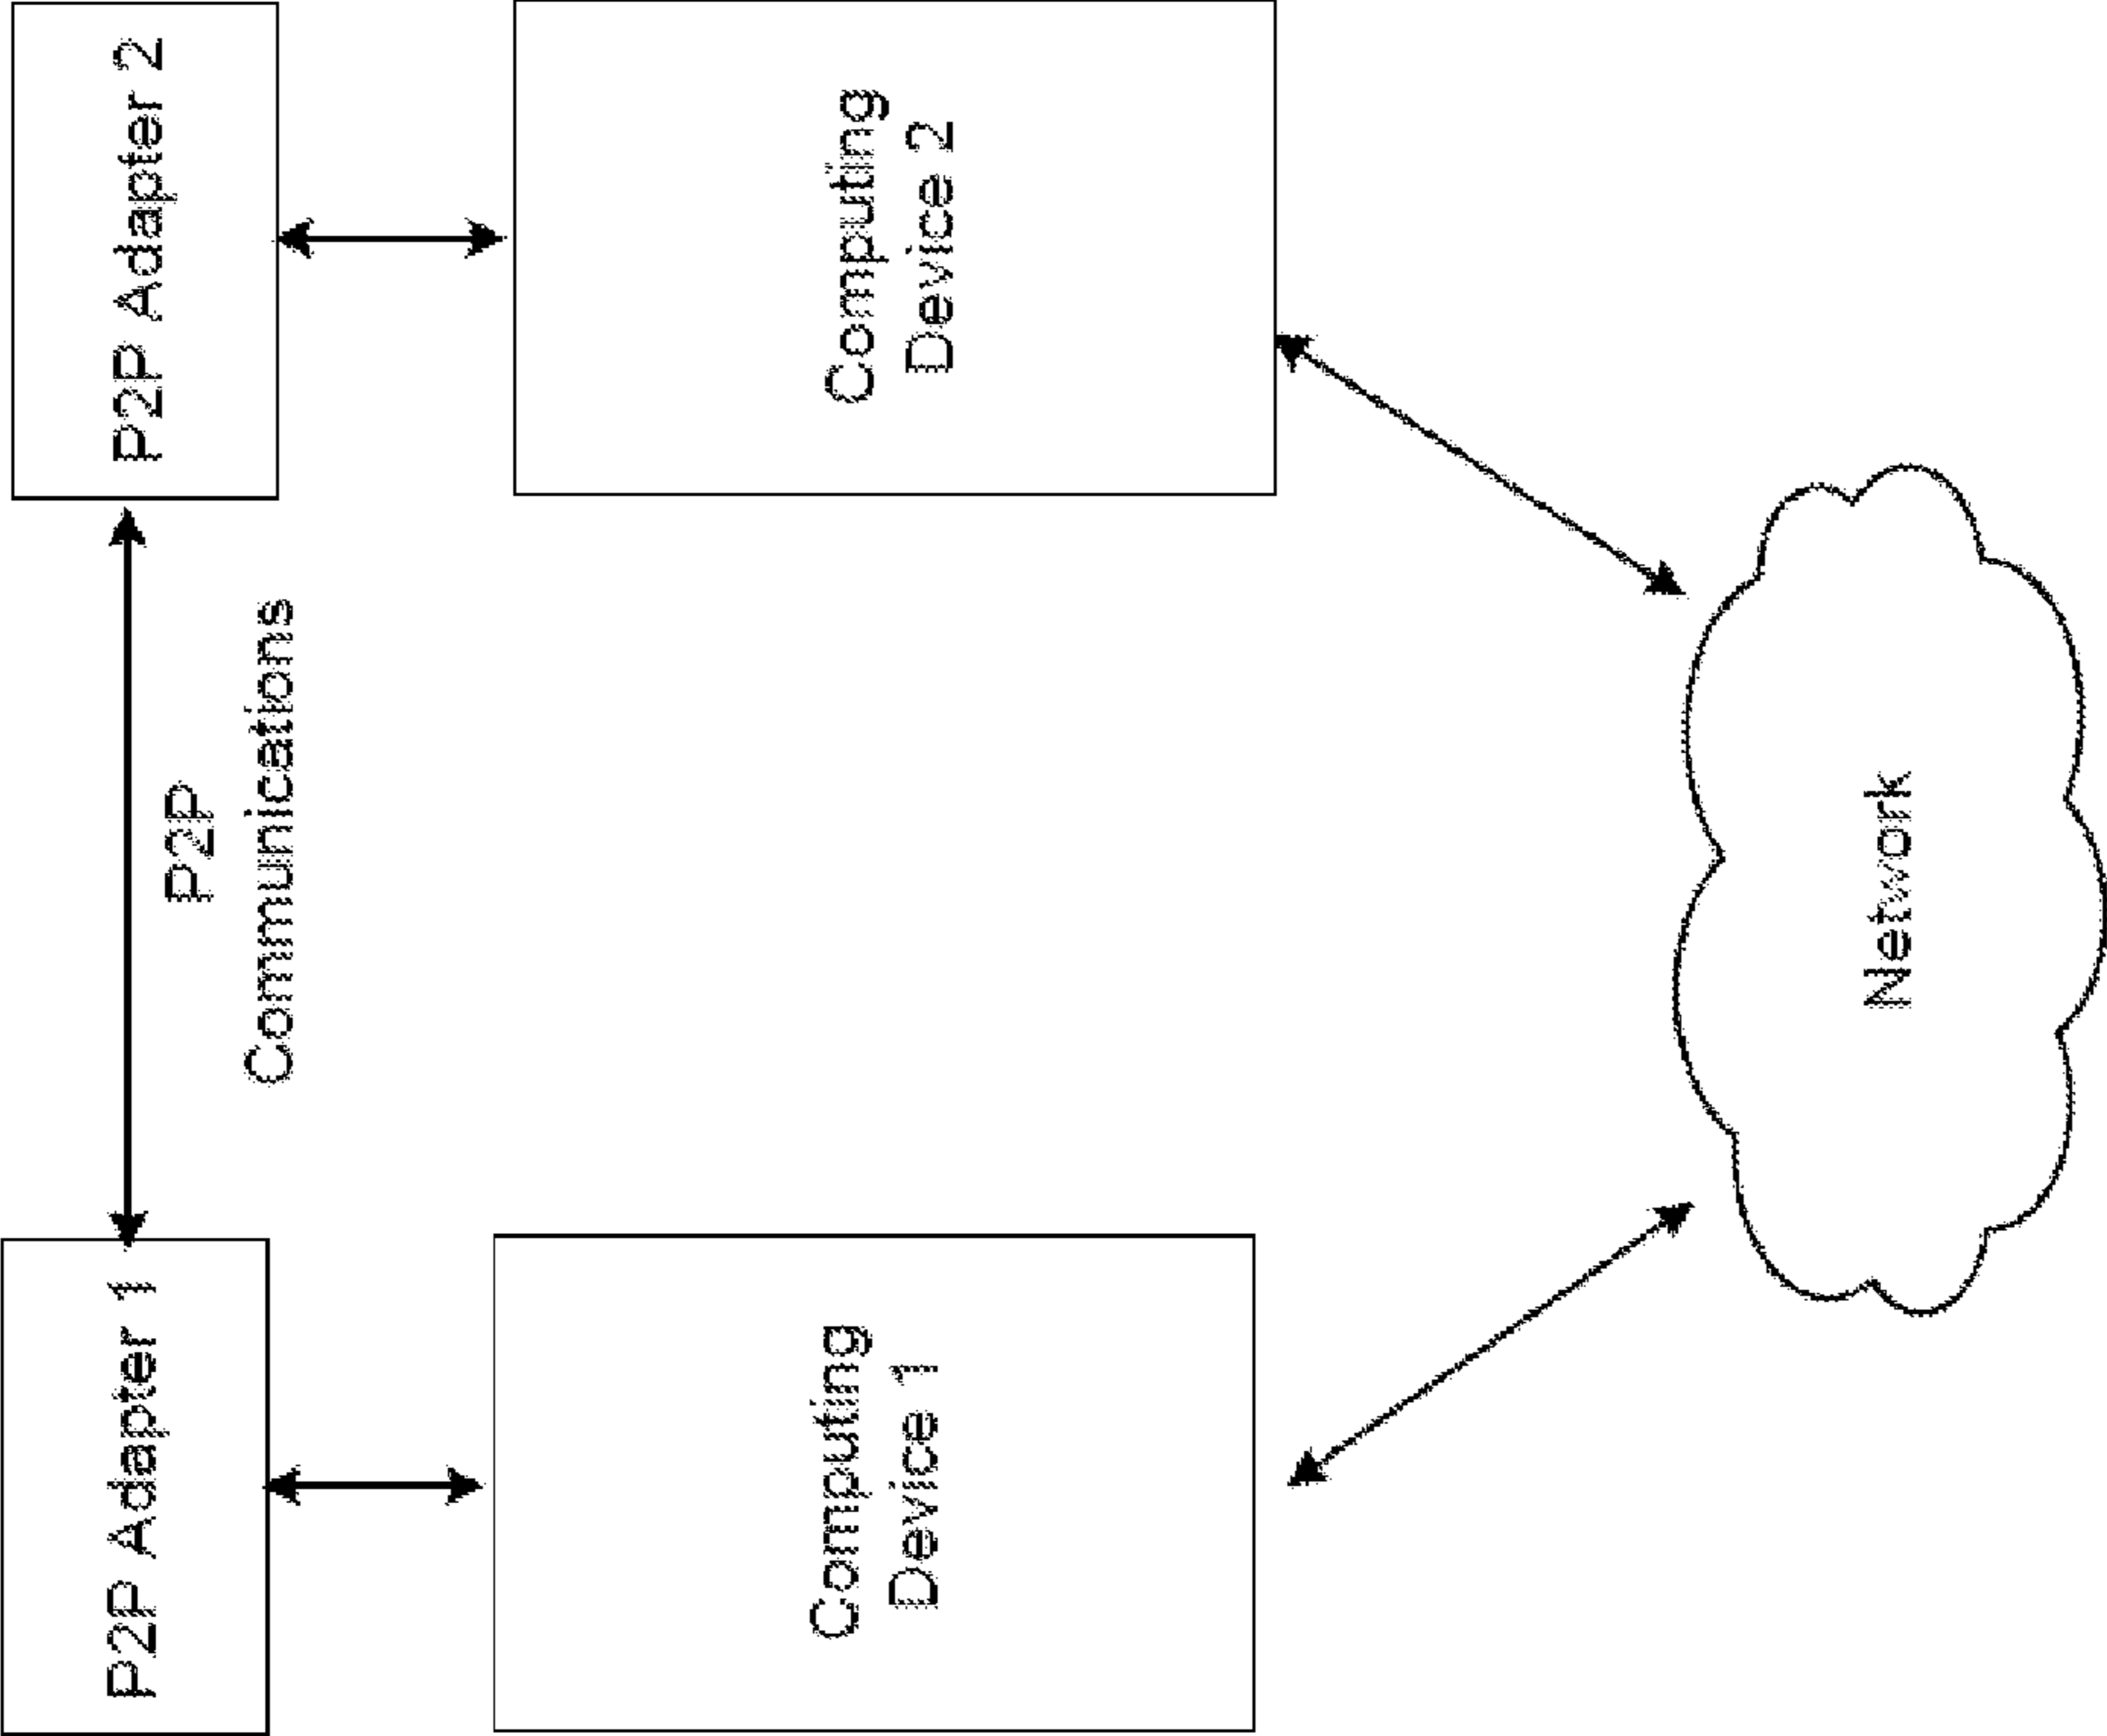 P2P Adapter 1
P2P Adapter 2
P2P
Communications
Computing
Device 1
Computing
Device 2
Network